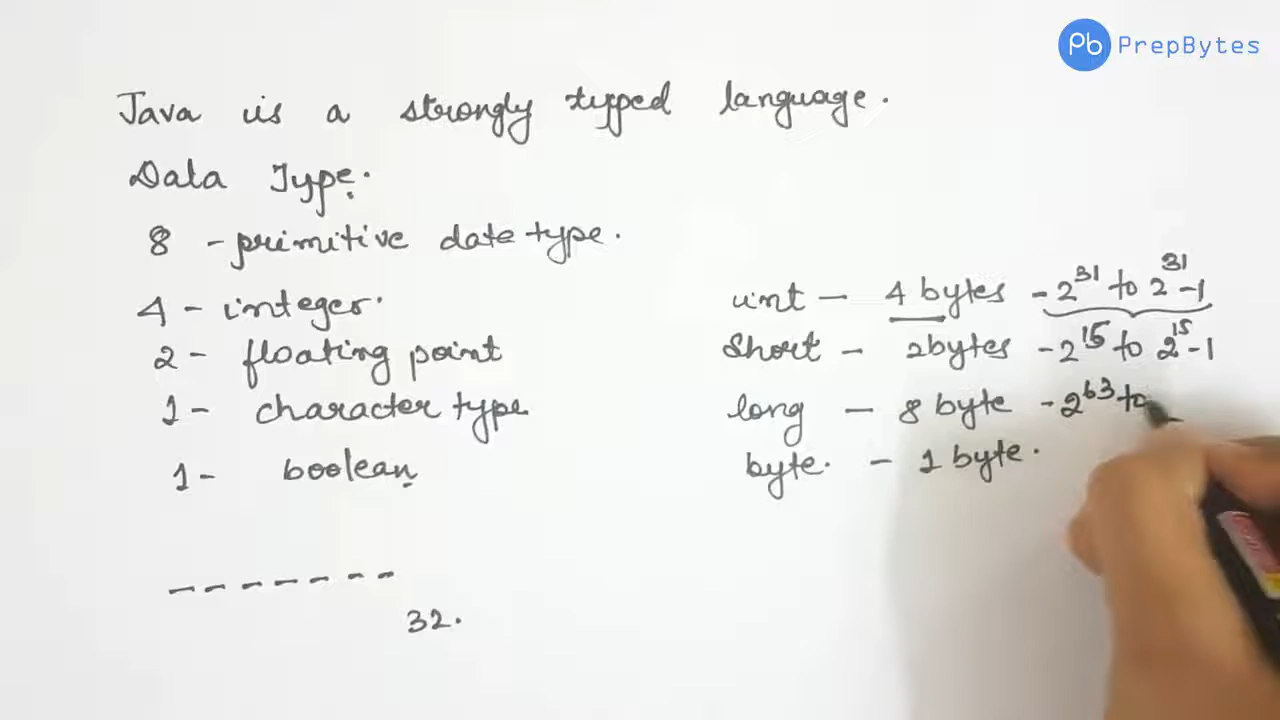 Pb PrepBytes
Java is a strongly typed language.
Data Type.
8 - primitive date type.
4 - integer.
2 - floating point
1 - character type
1 - boolean
32.
int - 4 bytes -2^31 to 2^31-1
Short - 2bytes -2^15 to 2^15-1
long - 8 byte -2^63 to
byte. - 1 byte.